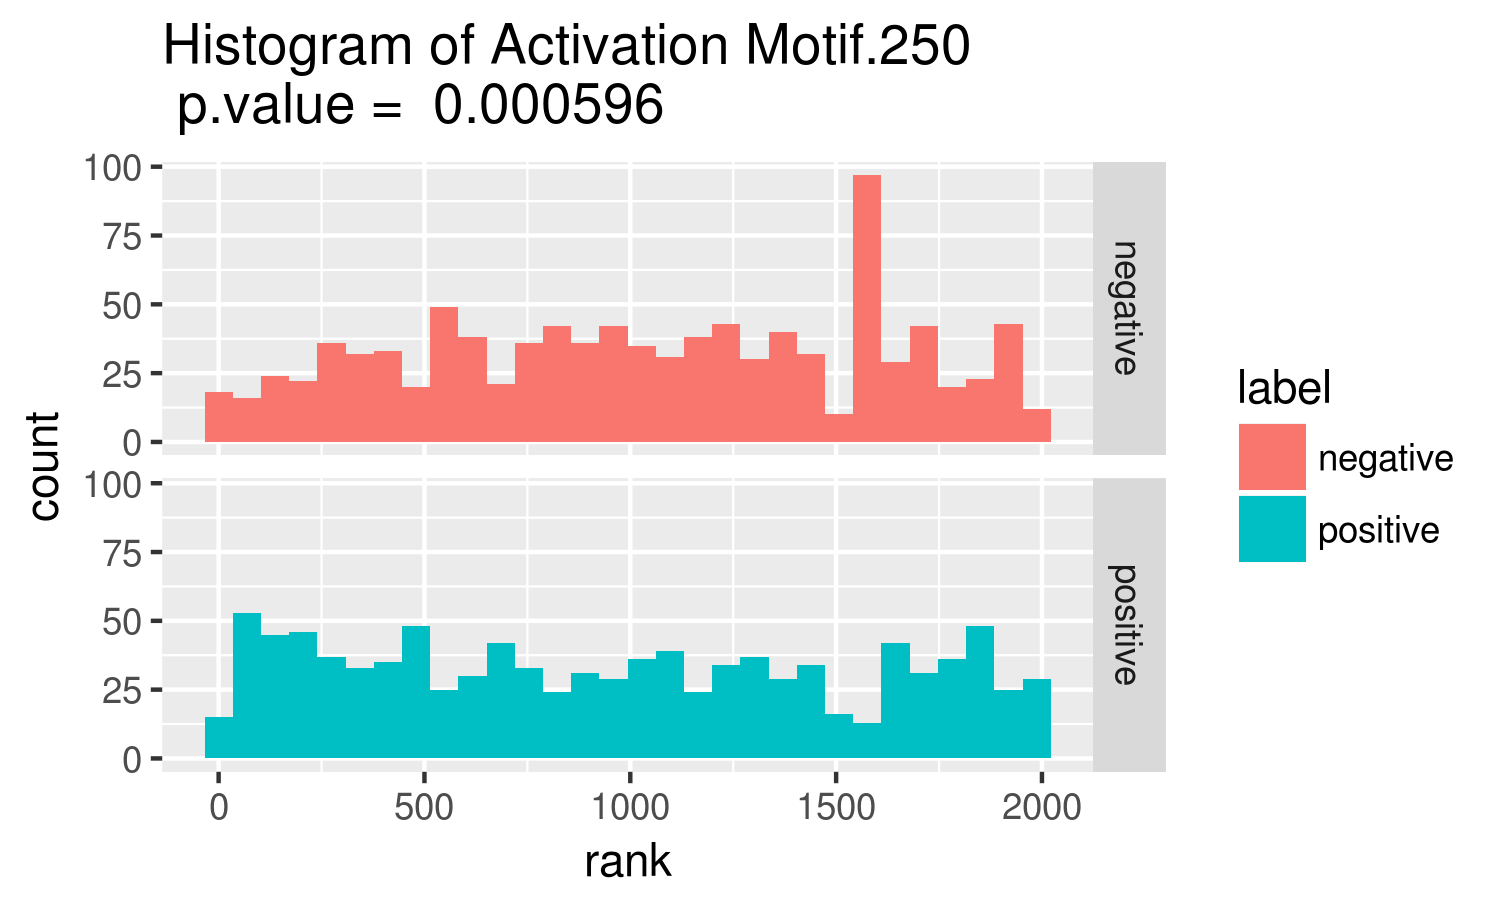 Histogram of Activation Motif.250
p.value =  0.000596
100
75
50
25
0
negative
100
75
50
25
0
positive
0 500 1000 1500 2000
rank
count
label
negative
positive